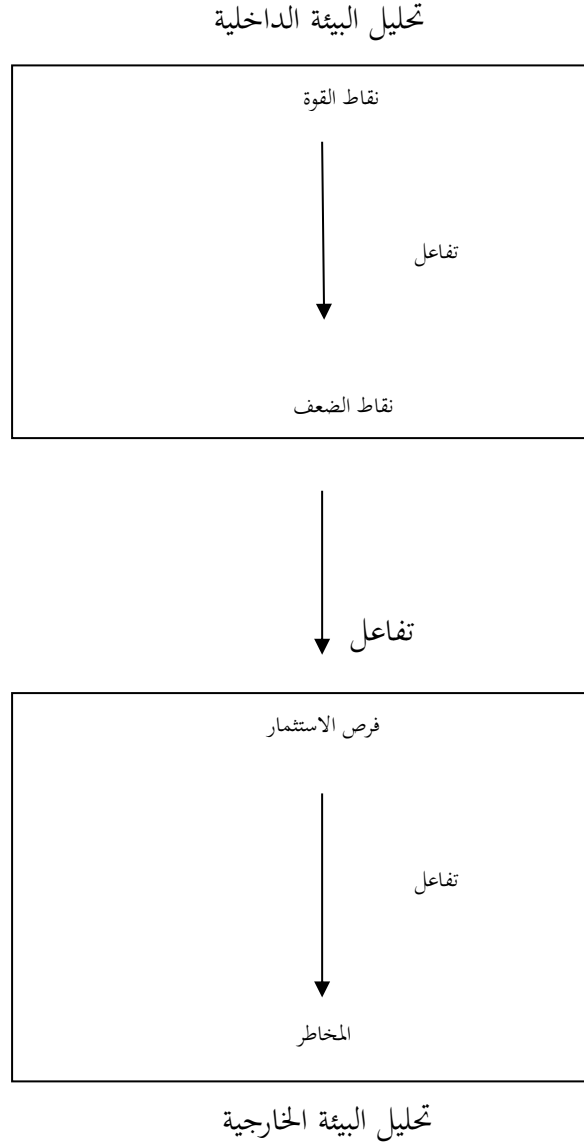 تحليل البيئة الداخلية
نقاط القوة
تفاعل
نقاط الضعف
تفاعل
فرص الاستثمار
تفاعل
المخاطر
تحليل البيئة الخارجية